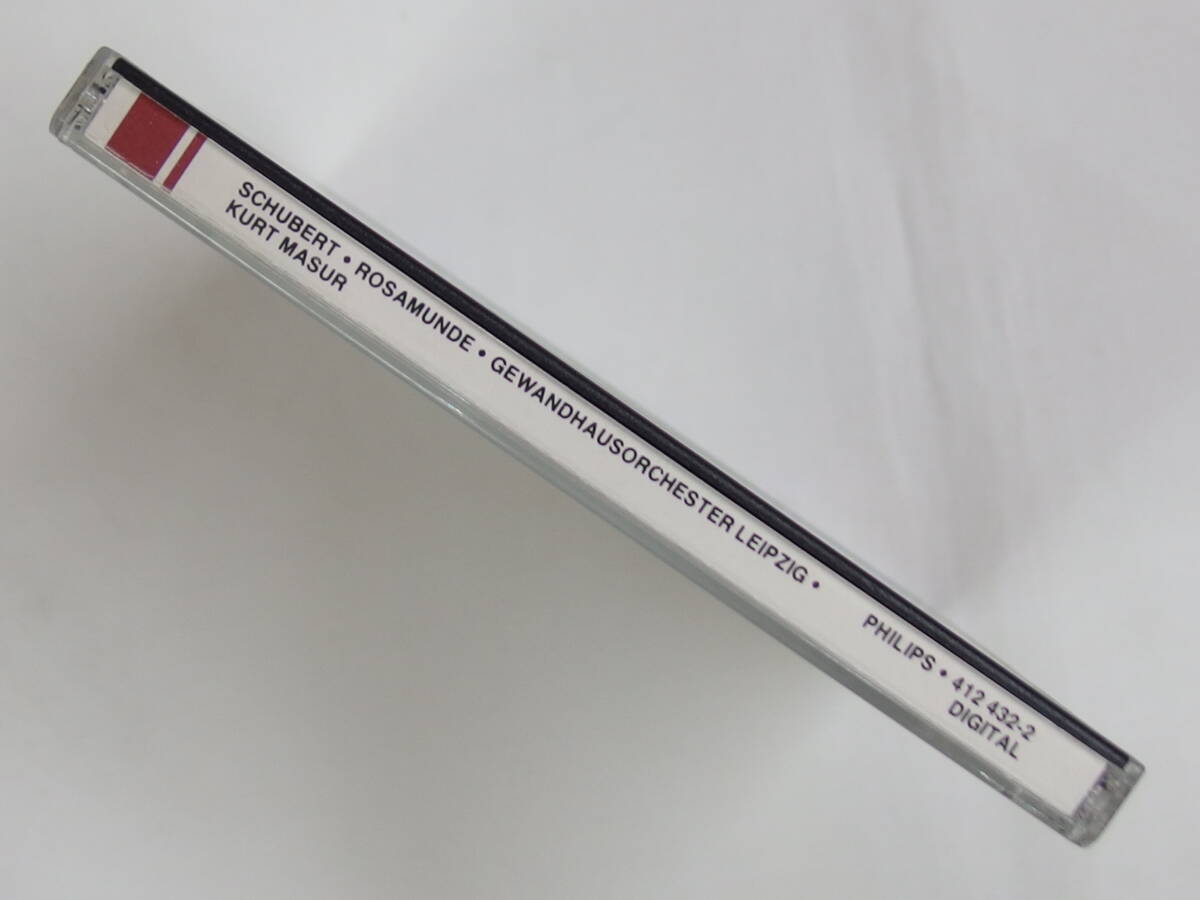 SCHUBERT • ROSAMUNDE • GEWANDHAUSORCHESTER LEIPZIG •
KURT MASUR
PHILIPS • 412 432-2
DIGITAL